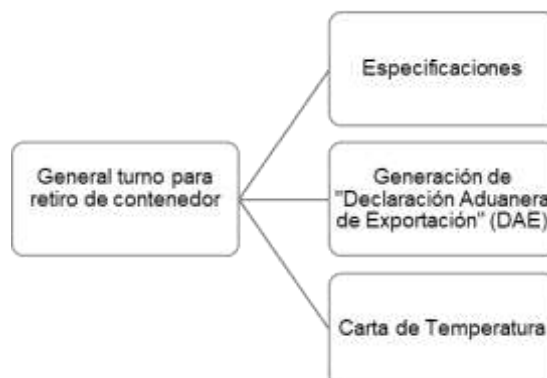 Especificaciones
General turno para
retiro de contenedor
Generación de
"Declaración Aduanera
de Exportación" (DAE)
Carta de Temperatura